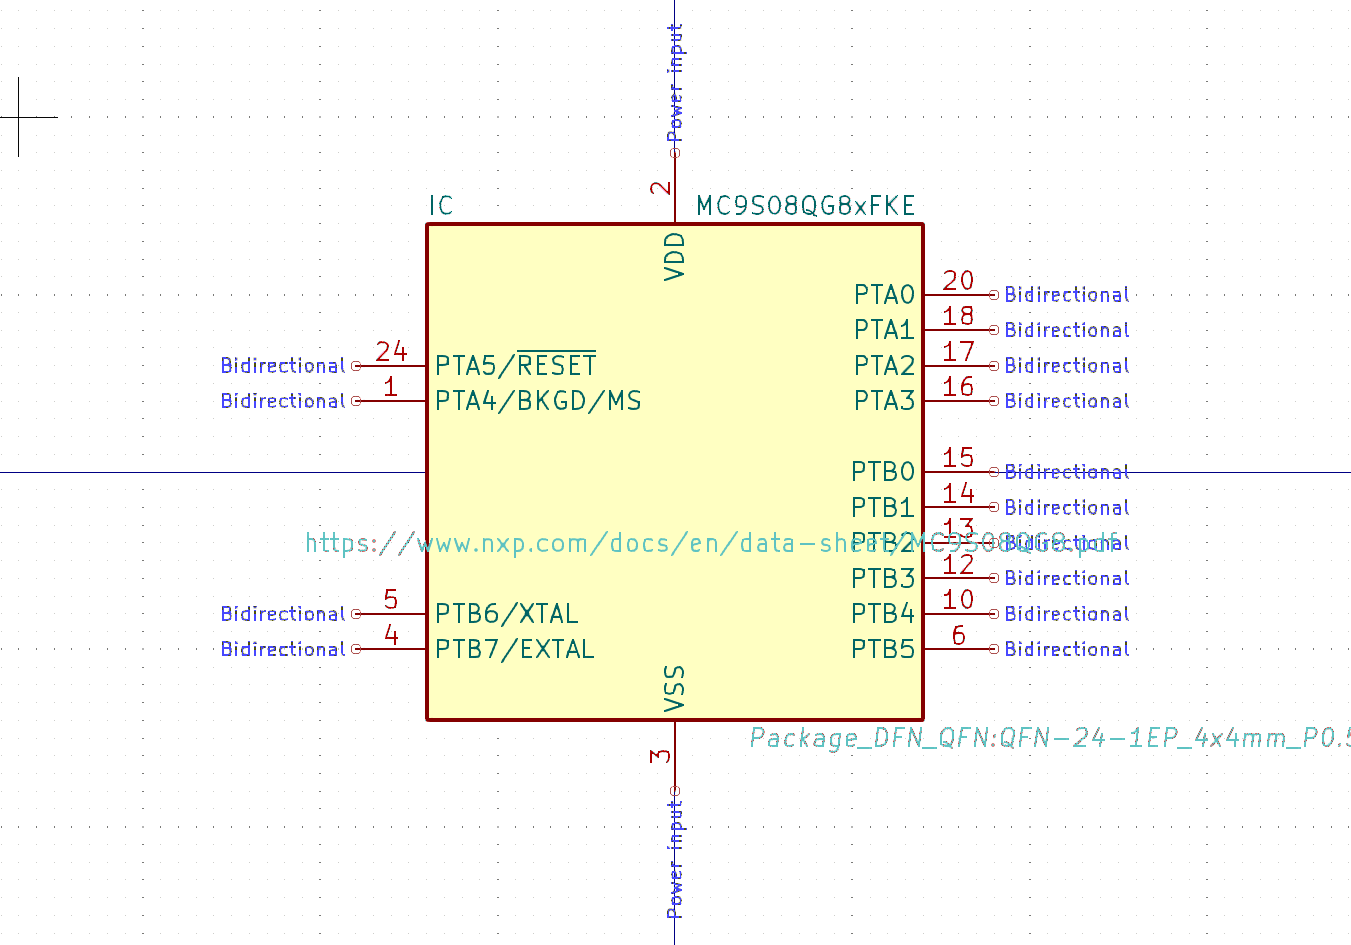 Power input
2
IC MC9S08QG8xFKE
VDD
PTA0 20 Bidirectional
PTA1 18 Bidirectional
Bidirectional 24 PTA5/RESET PTA2 17 Bidirectional
Bidirectional 1 PTA4/BKGD/MS PTA3 16 Bidirectional
PTB0 15 Bidirectional
PTB1 14 Bidirectional
https://www.nxp.com/docs/en/data-sheet/MC9S08QG8.pdf
PTB2 13 Bidirectional
PTB3 12 Bidirectional
Bidirectional 5 PTB6/XTAL PTB4 10 Bidirectional
Bidirectional 4 PTB7/EXTAL PTB5 6 Bidirectional
VSS
Package_DFN_QFN:QFN-24-1EP_4x4mm_P0.5
3
Power input